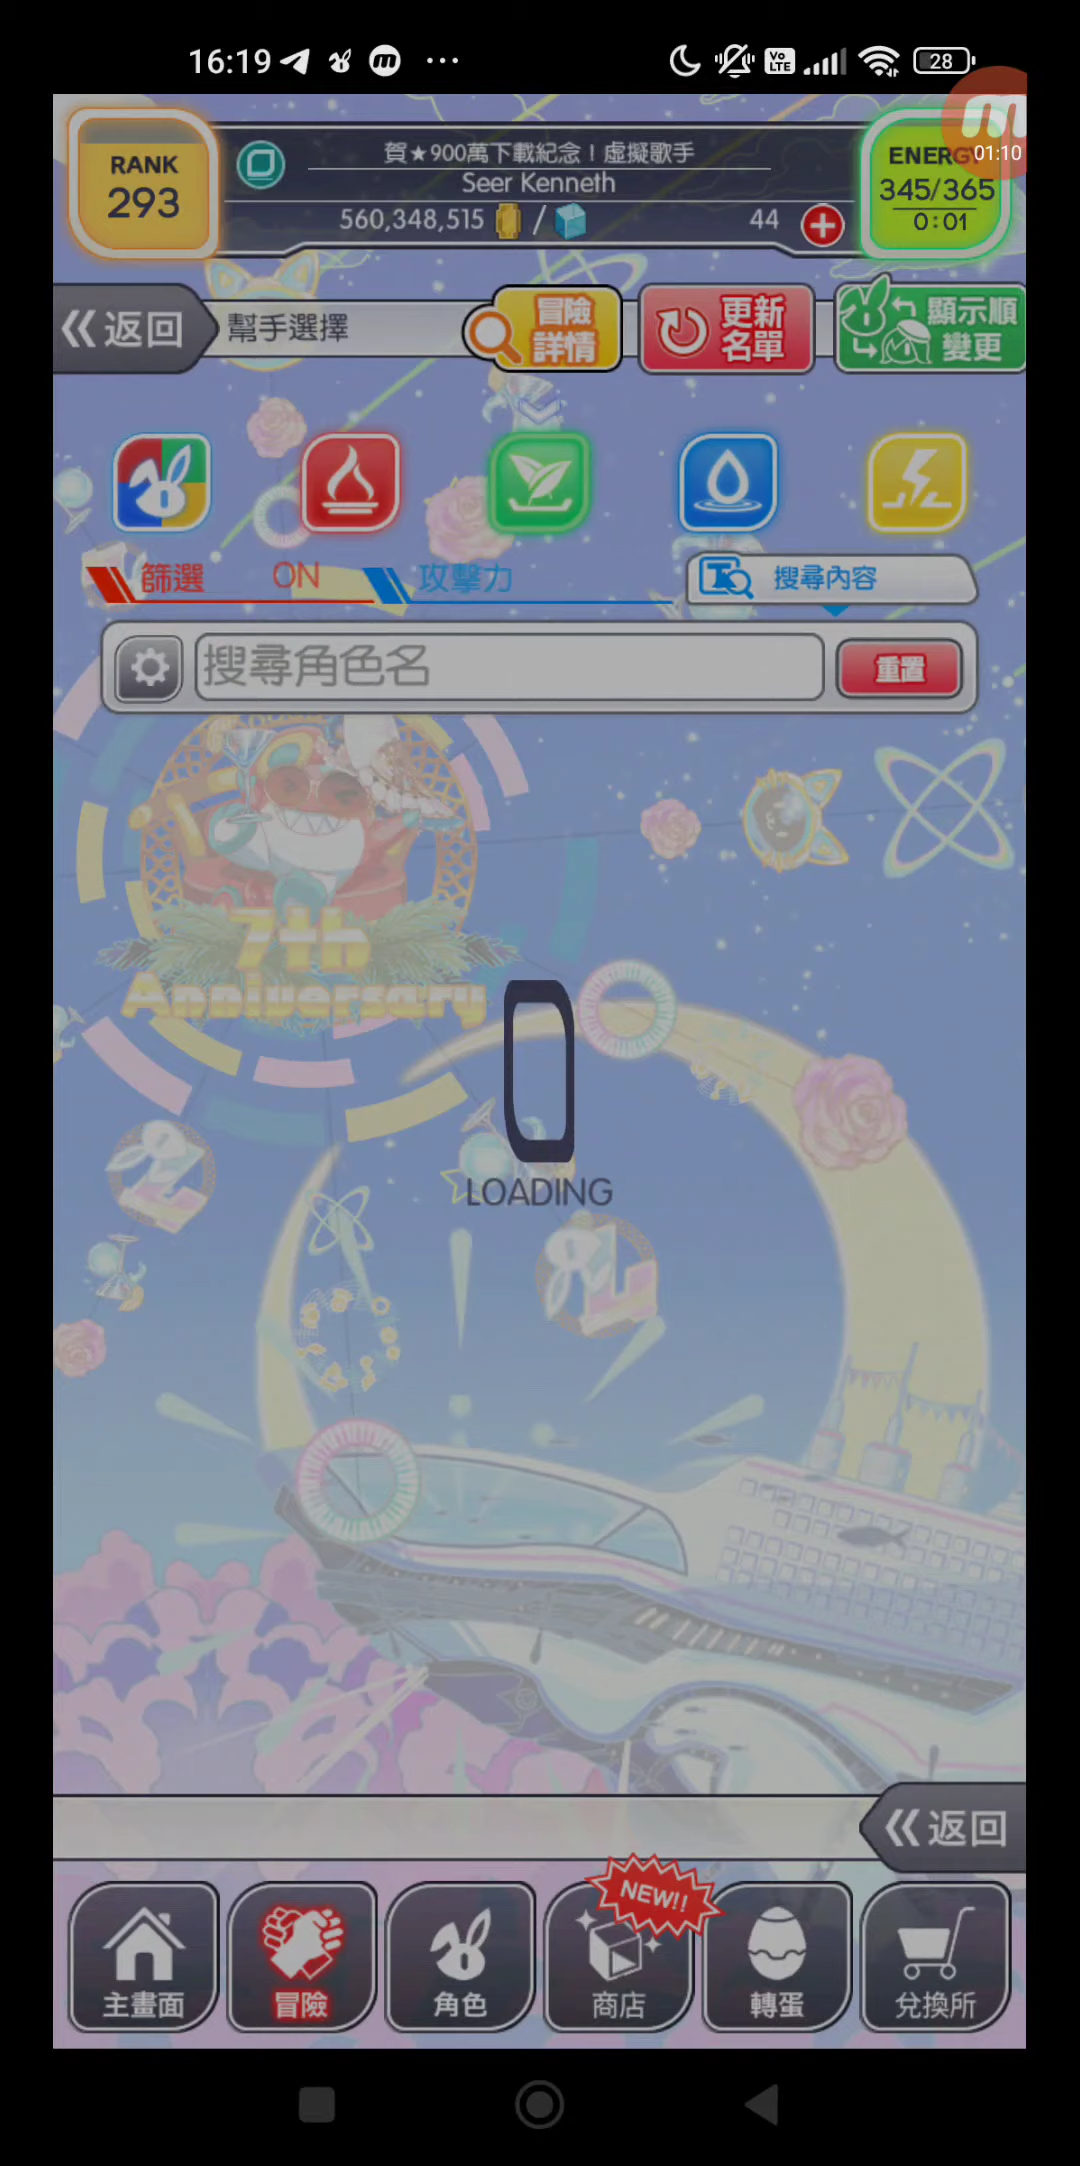 16:19
Vo
LTE
28
01:10
RANK
293
賀★900萬下載紀念！虛擬歌手
Seer Kenneth
560,348,515 / 44
ENERGY
345/365
0:01
返回
幫手選擇
冒險
詳情
更新
名單
顯示順
變更
篩選 ON
攻擊力
搜尋內容
搜尋角色名
重置
7th
Anniversary
LOADING
返回
NEW!!
主畫面
冒險
角色
商店
轉蛋
兌換所